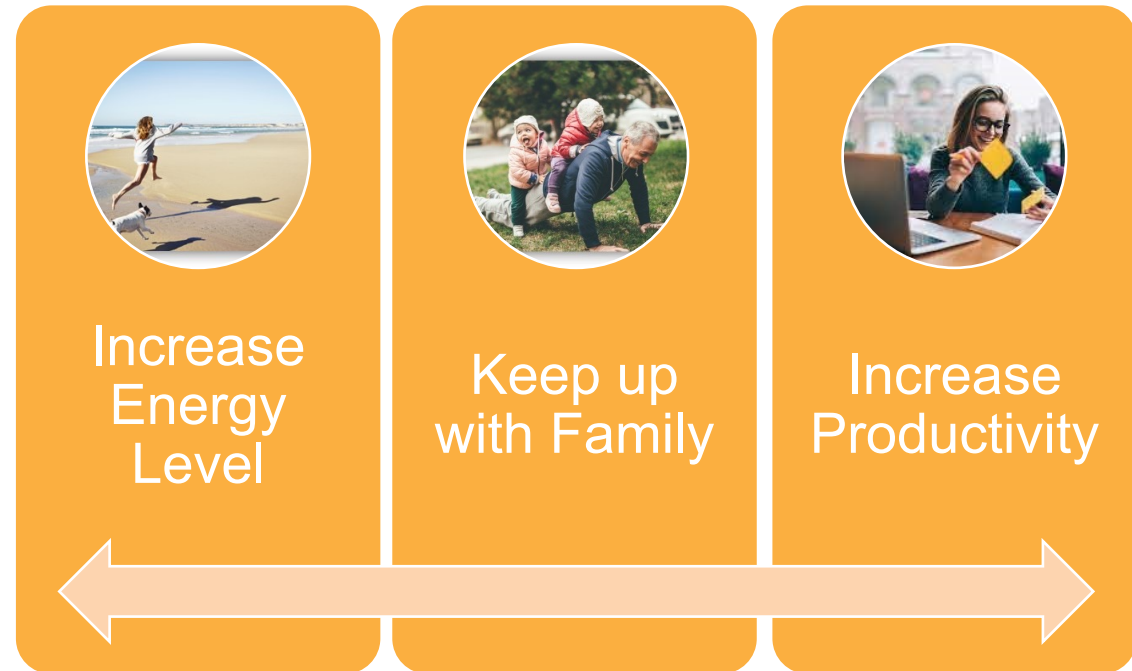 Increase
Energy
Level
Keep up
with Family
Increase
Productivity